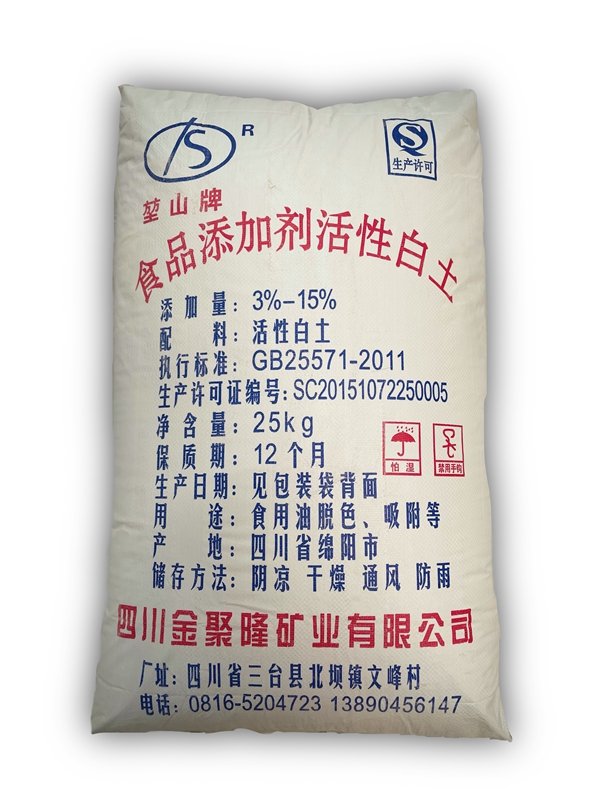 S R
生产许可
堃山牌
食品添加剂活性白土
添加量：3%-15%
配料：活性白土
执行标准：GB25571-2011
生产许可证编号:SC20151072250005
净含量：25kg
保质期：12个月
怕湿
禁用手钩
生产日期：见包装袋背面
用途：食用油脱色、吸附等
产地：四川省绵阳市
储存方法：阴凉 干燥 通风 防雨
四川金聚隆矿业有限公司
厂址：四川省三台县北坝镇文峰村
电话：0816-5204723 13890456147